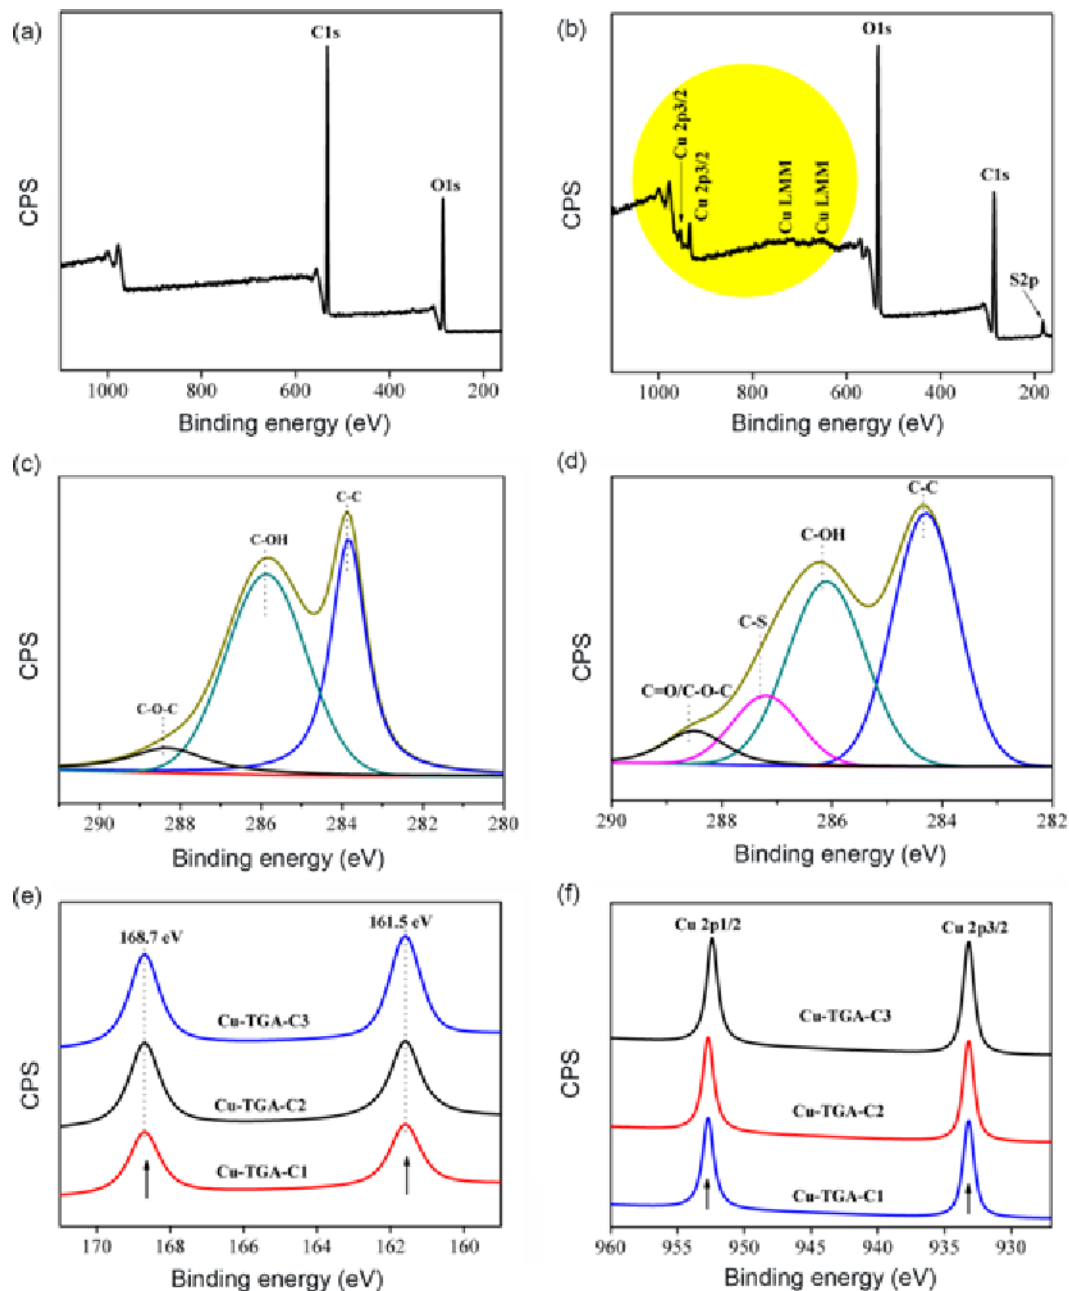 (a)
C1s
O1s
CPS
1000 800 600 400 200
Binding energy (eV)
(b)
O1s
Cu 2p3/2
Cu 2p3/2
Cu LMM
Cu LMM
C1s
S2p
CPS
1000 800 600 400 200
Binding energy (eV)
(c)
C-C
C-OH
C-O-C
CPS
290 288 286 284 282 280
Binding energy (eV)
(d)
C-C
C-OH
C-S
C=O/C-O-C
CPS
290 288 286 284 282
Binding energy (eV)
(e)
168.7 eV
161.5 eV
Cu-TGA-C3
Cu-TGA-C2
Cu-TGA-C1
CPS
170 168 166 164 162 160
Binding energy (eV)
(f)
Cu 2p1/2
Cu 2p3/2
Cu-TGA-C3
Cu-TGA-C2
Cu-TGA-C1
CPS
960 955 950 945 940 935 930
Binding energy (eV)